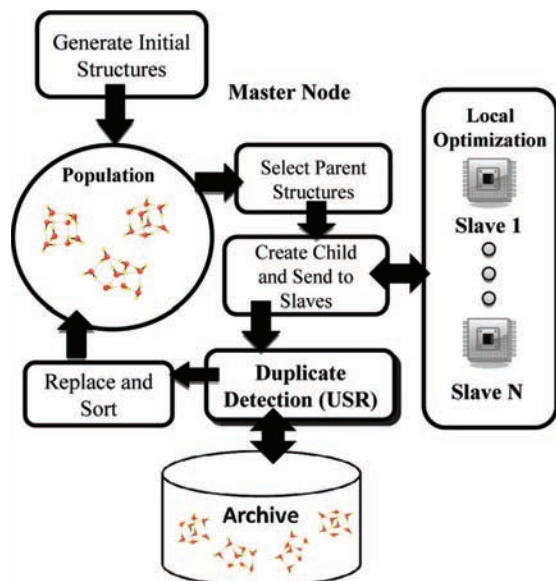 Generate Initial
Structures
Master Node
Population
Select Parent
Structures
Create Child
and Send to
Slaves
Local
Optimization
Slave 1
Slave N
Duplicate
Detection (USR)
Replace and
Sort
Archive